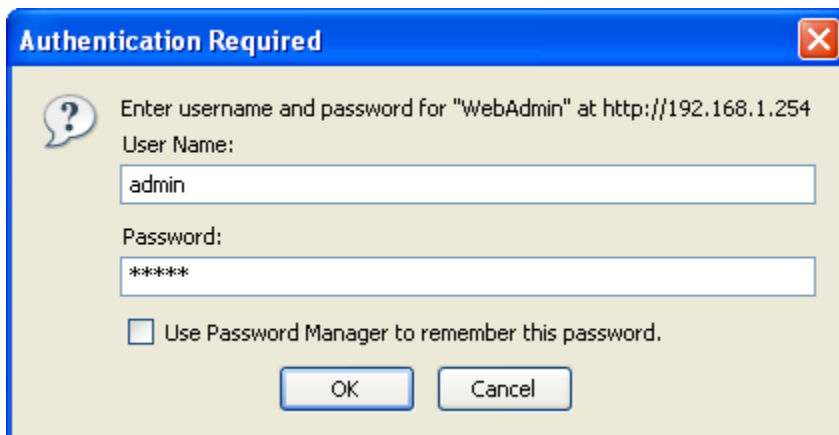 Authentication Required
Enter username and password for "WebAdmin" at http://192.168.1.254
User Name:
admin
Password:
*****
Use Password Manager to remember this password.
OK
Cancel